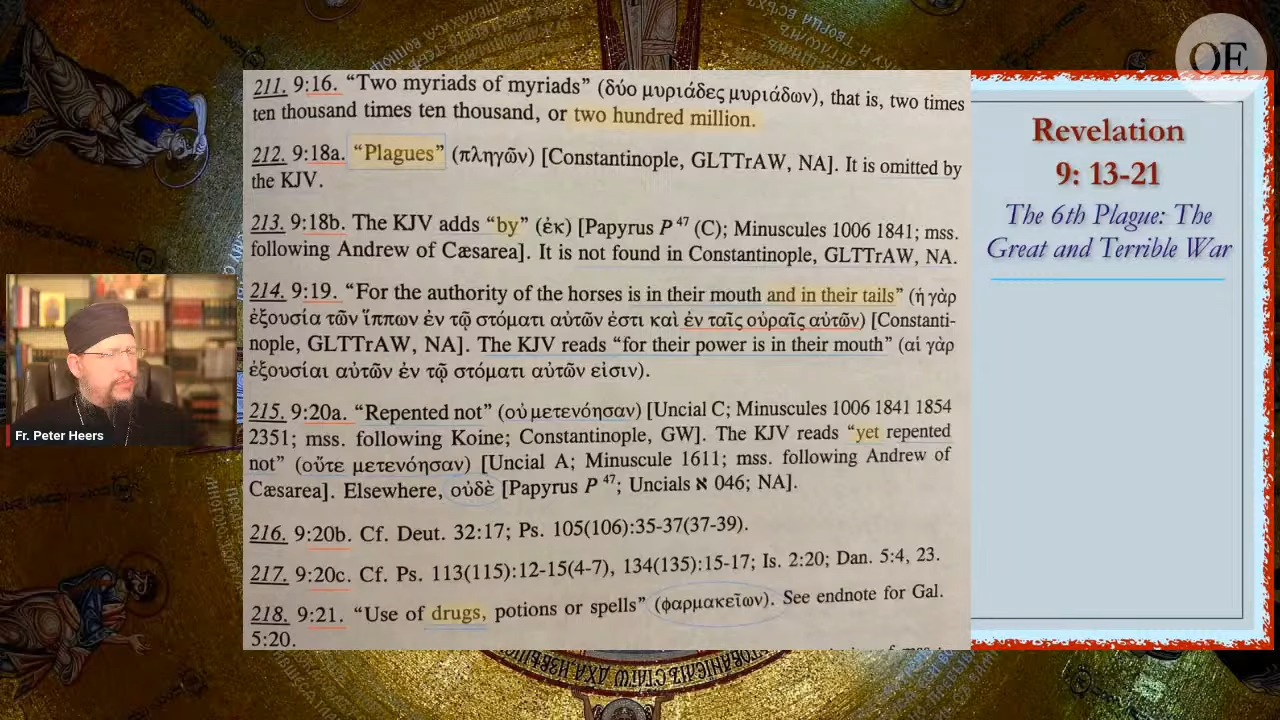 OE
211. 9:16. “Two myriads of myriads” (δύο μυριάδες μυριάδων), that is, two times
ten thousand times ten thousand, or two hundred million.
212. 9:18a. “Plagues” (πληγῶν) [Constantinople, GLTTrAW, NA]. It is omitted by
the KJV.
213. 9:18b. The KJV adds “by” (ἐκ) [Papyrus P 47 (C); Minuscules 1006 1841; mss.
following Andrew of Cæsarea]. It is not found in Constantinople, GLTTrAW, NA.
214. 9:19. “For the authority of the horses is in their mouth and in their tails” (ἡ γὰρ
ἐξουσία τῶν ἵππων ἐν τῷ στόματι αὐτῶν ἐστι καὶ ἐν ταῖς οὐραῖς αὐτῶν) [Constanti-
nople, GLTTrAW, NA]. The KJV reads “for their power is in their mouth” (αἱ γὰρ
ἐξουσίαι αὐτῶν ἐν τῷ στόματι αὐτῶν εἰσιν).
215. 9:20a. “Repented not” (οὐ μετενόησαν) [Uncial C; Minuscules 1006 1841 1854
2351; mss. following Koine; Constantinople, GW]. The KJV reads “yet repented
not” (οὔτε μετενόησαν) [Uncial A; Minuscule 1611; mss. following Andrew of
Cæsarea]. Elsewhere, οὐδὲ [Papyrus P 47; Uncials ℵ 046; NA].
216. 9:20b. Cf. Deut. 32:17; Ps. 105(106):35-37(37-39).
217. 9:20c. Cf. Ps. 113(115):12-15(4-7), 134(135):15-17; Is. 2:20; Dan. 5:4, 23.
218. 9:21. “Use of drugs, potions or spells” (φαρμακεῖων). See endnote for Gal.
5:20.
Revelation
9: 13-21
The 6th Plague: The
Great and Terrible War
Fr. Peter Heers